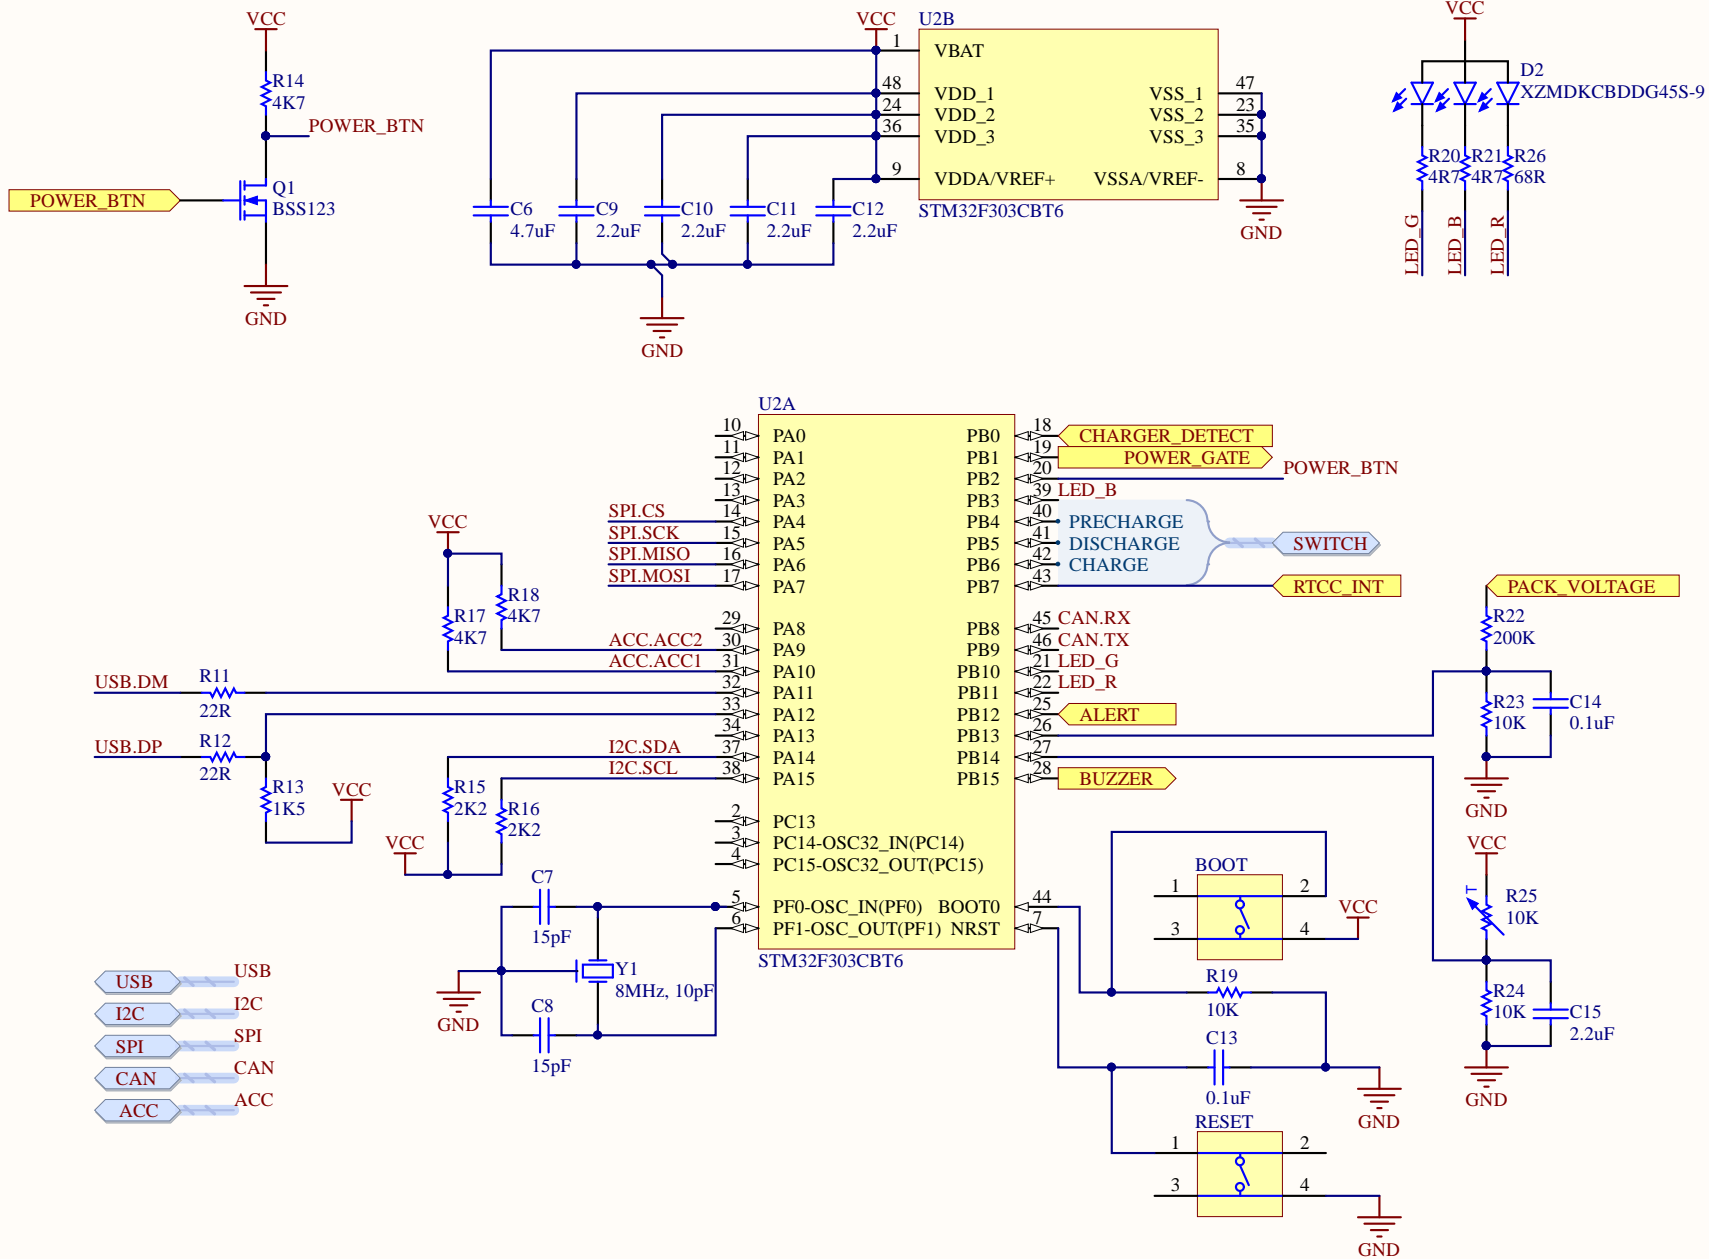 VCC
R14
4K7
POWER_BTN
POWER_BTN
Q1
BSS123
GND
VCC
U2B
1 VBAT
48 VDD_1 VSS_1 47
24 VDD_2 VSS_2 23
36 VDD_3 VSS_3 35
9 VDDA/VREF+ VSSA/VREF- 8
STM32F303CBT6
GND
C6
4.7uF
C9
2.2uF
C10
2.2uF
C11
2.2uF
C12
2.2uF
GND
VCC
D2
XZMDKCBDDG45S-9
R20
4R7
R21
4R7
R26
68R
LED_G
LED_B
LED_R
U2A
10 PA0 PB0 18 CHARGER_DETECT
11 PA1 PB1 19 POWER_GATE
12 PA2 PB2 20 POWER_BTN
13 PA3 PB3 39 LED_B
SPI.CS 14 PA4 PB4 40 PRECHARGE
SPI.SCK 15 PA5 PB5 41 DISCHARGE SWITCH
SPI.MISO 16 PA6 PB6 42 CHARGE
SPI.MOSI 17 PA7 PB7 43 RTCC_INT
29 PA8 PB8 45 CAN.RX
ACC.ACC2 30 PA9 PB9 46 CAN.TX
ACC.ACC1 31 PA10 PB10 21 LED_G
32 PA11 PB11 22 LED_R
33 PA12 PB12 25 ALERT
34 PA13 PB13 26
I2C.SDA 37 PA14 PB14 27
I2C.SCL 38 PA15 PB15 28 BUZZER
2 PC13
3 PC14-OSC32_IN(PC14)
4 PC15-OSC32_OUT(PC15)
5 PF0-OSC_IN(PF0) BOOT0 44
6 PF1-OSC_OUT(PF1) NRST 7
STM32F303CBT6
VCC
R18
4K7
R17
4K7
USB.DM
R11
22R
USB.DP
R12
22R
R13
1K5
VCC
R15
2K2
R16
2K2
VCC
C7
15pF
Y1
8MHz, 10pF
GND
C8
15pF
USB USB
I2C I2C
SPI SPI
CAN CAN
ACC ACC
PACK_VOLTAGE
R22
200K
R23
10K
C14
0.1uF
GND
VCC
T
R25
10K
R24
10K
C15
2.2uF
GND
BOOT
1 2
3 4
VCC
R19
10K
C13
0.1uF
GND
RESET
1 2
3 4
GND